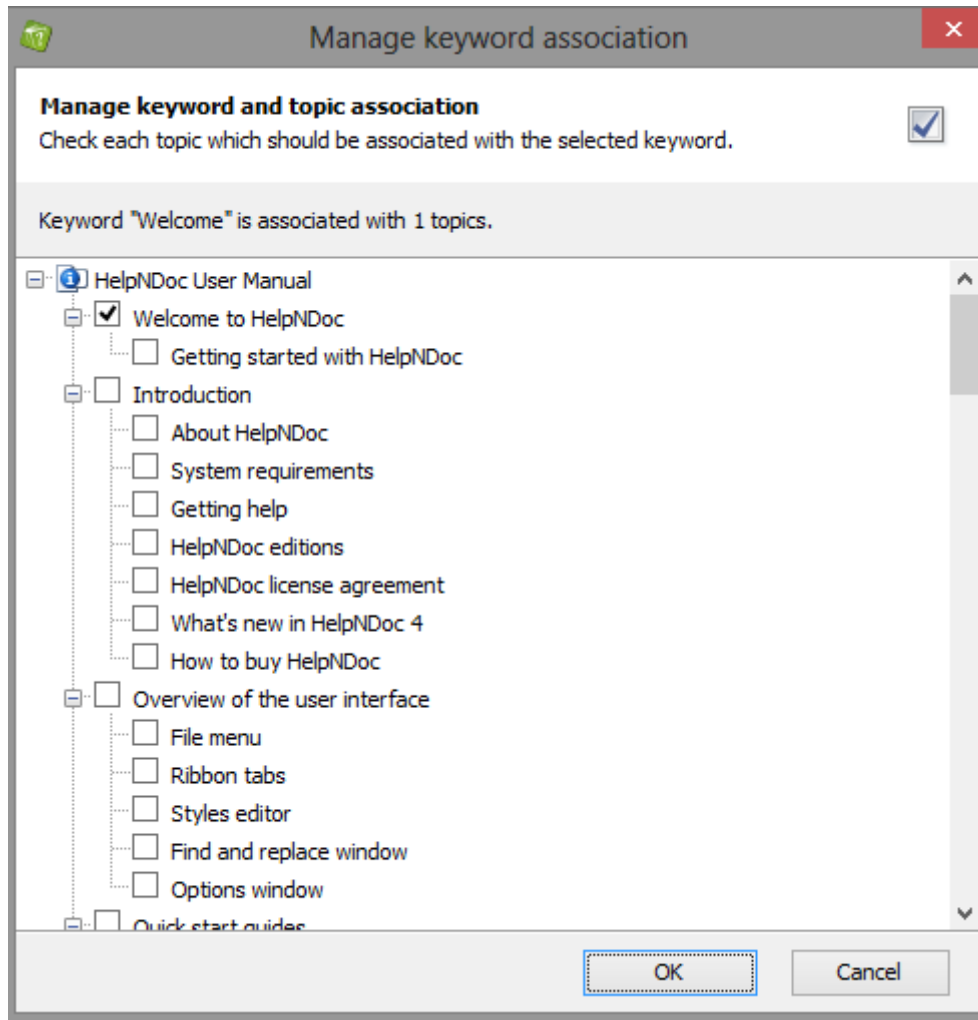 Manage keyword association
Manage keyword and topic association
Check each topic which should be associated with the selected keyword.
Keyword "Welcome" is associated with 1 topics.
HelpNDoc User Manual
Welcome to HelpNDoc
Getting started with HelpNDoc
Introduction
About HelpNDoc
System requirements
Getting help
HelpNDoc editions
HelpNDoc license agreement
What's new in HelpNDoc 4
How to buy HelpNDoc
Overview of the user interface
File menu
Ribbon tabs
Styles editor
Find and replace window
Options window
Quick start guides
OK
Cancel